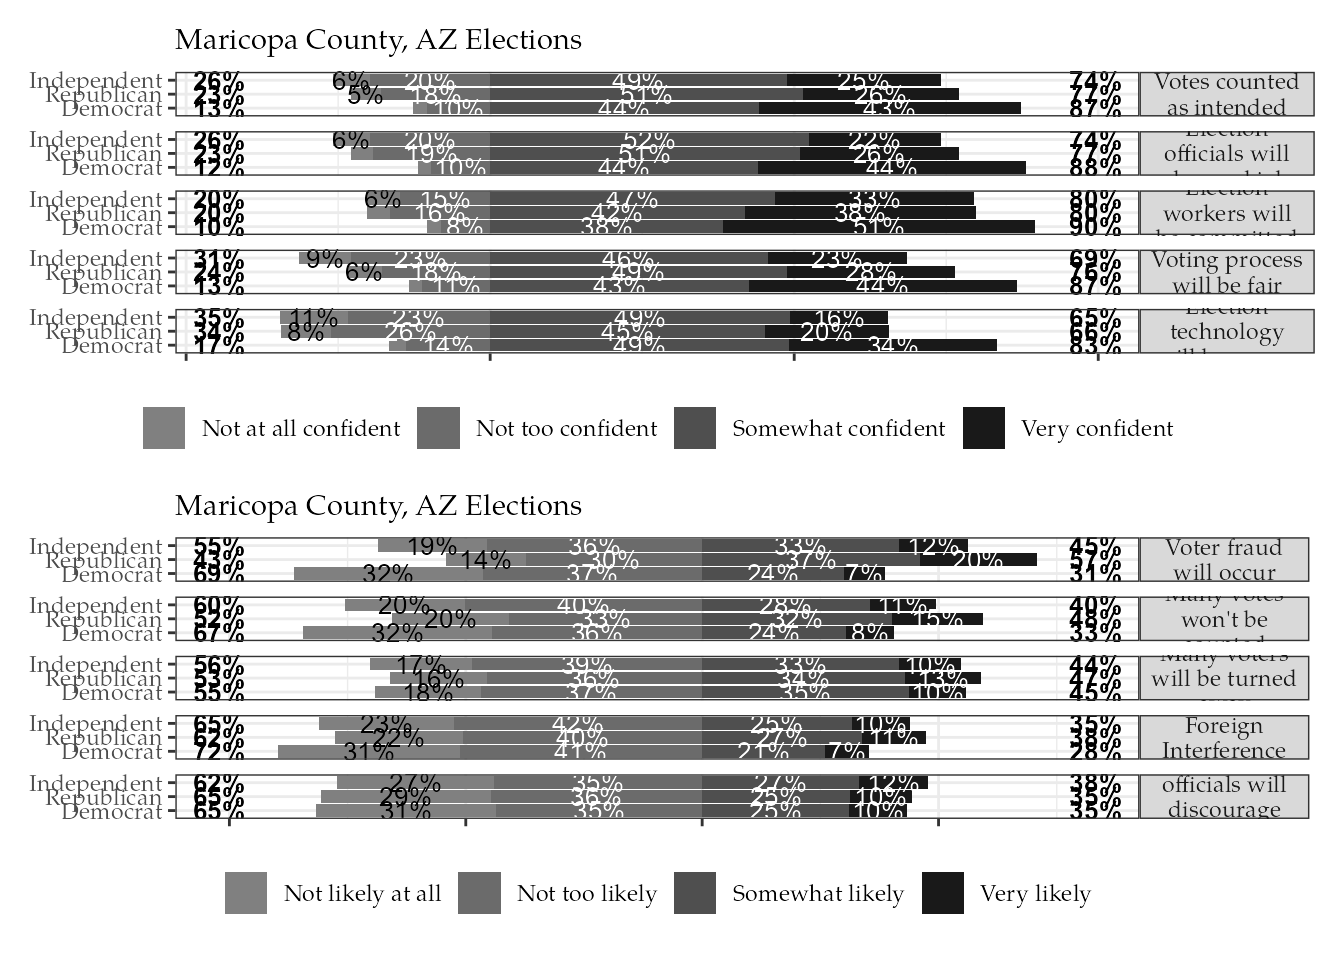 Maricopa County, AZ Elections
Independent 26% 6% 20% 49% 25% 74%
Republican 23% 5% 18% 51% 26% 77%
Democrat 13% 10% 44% 43% 87%
Votes counted
as intended
Independent 26% 6% 20% 52% 22% 74%
Republican 23% 19% 51% 26% 77%
Democrat 12% 10% 44% 44% 88%
Election
officials will
Independent 20% 6% 15% 47% 33% 80%
Republican 20% 16% 42% 38% 80%
Democrat 10% 8% 38% 51% 90%
Election
workers will
be committed
Independent 31% 9% 23% 46% 23% 69%
Republican 24% 6% 18% 49% 28% 76%
Democrat 13% 11% 43% 44% 87%
Voting process
will be fair
Independent 35% 11% 23% 49% 16% 65%
Republican 34% 8% 26% 45% 20% 66%
Democrat 17% 14% 49% 34% 83%
Election
technology
Not at all confident Not too confident Somewhat confident Very confident
Maricopa County, AZ Elections
Independent 55% 19% 36% 33% 12% 45%
Republican 43% 14% 30% 37% 20% 57%
Democrat 69% 32% 37% 24% 7% 31%
Voter fraud
will occur
Independent 60% 20% 40% 28% 11% 40%
Republican 52% 20% 33% 32% 15% 48%
Democrat 67% 32% 36% 24% 8% 33%
Many votes
won't be
counted
Independent 56% 17% 39% 33% 10% 44%
Republican 53% 16% 36% 34% 13% 47%
Democrat 55% 18% 37% 35% 10% 45%
Many voters
will be turned
Independent 65% 23% 42% 25% 10% 35%
Republican 62% 22% 40% 27% 11% 38%
Democrat 72% 31% 41% 21% 7% 28%
Foreign
Interference
Independent 62% 27% 35% 27% 12% 38%
Republican 65% 29% 36% 25% 10% 35%
Democrat 65% 31% 35% 25% 10% 35%
officials will
discourage
Not likely at all Not too likely Somewhat likely Very likely